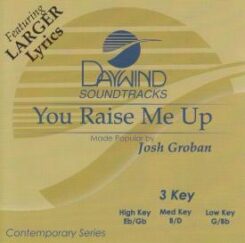 Featuring
LARGER
Lyrics
DAYWIND
SOUNDTRACKS
You Raise Me Up
Made Popular by
Josh Groban
3 Key
High Key Med Key Low Key
Eb/Gb B/D G/Bb
Contemporary Series